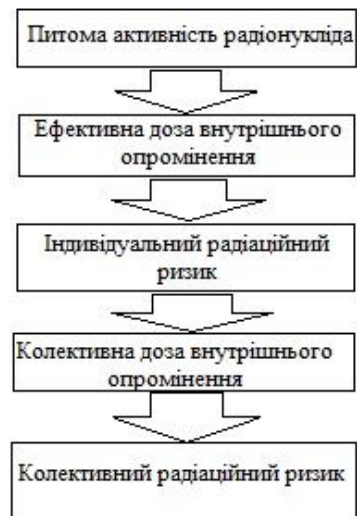 Питома активність радіонукліда
Ефективна доза внутрішнього
опромінення
Індивідуальний радіаційний
ризик
Колективна доза внутрішнього
опромінення
Колективний радіаційний ризик